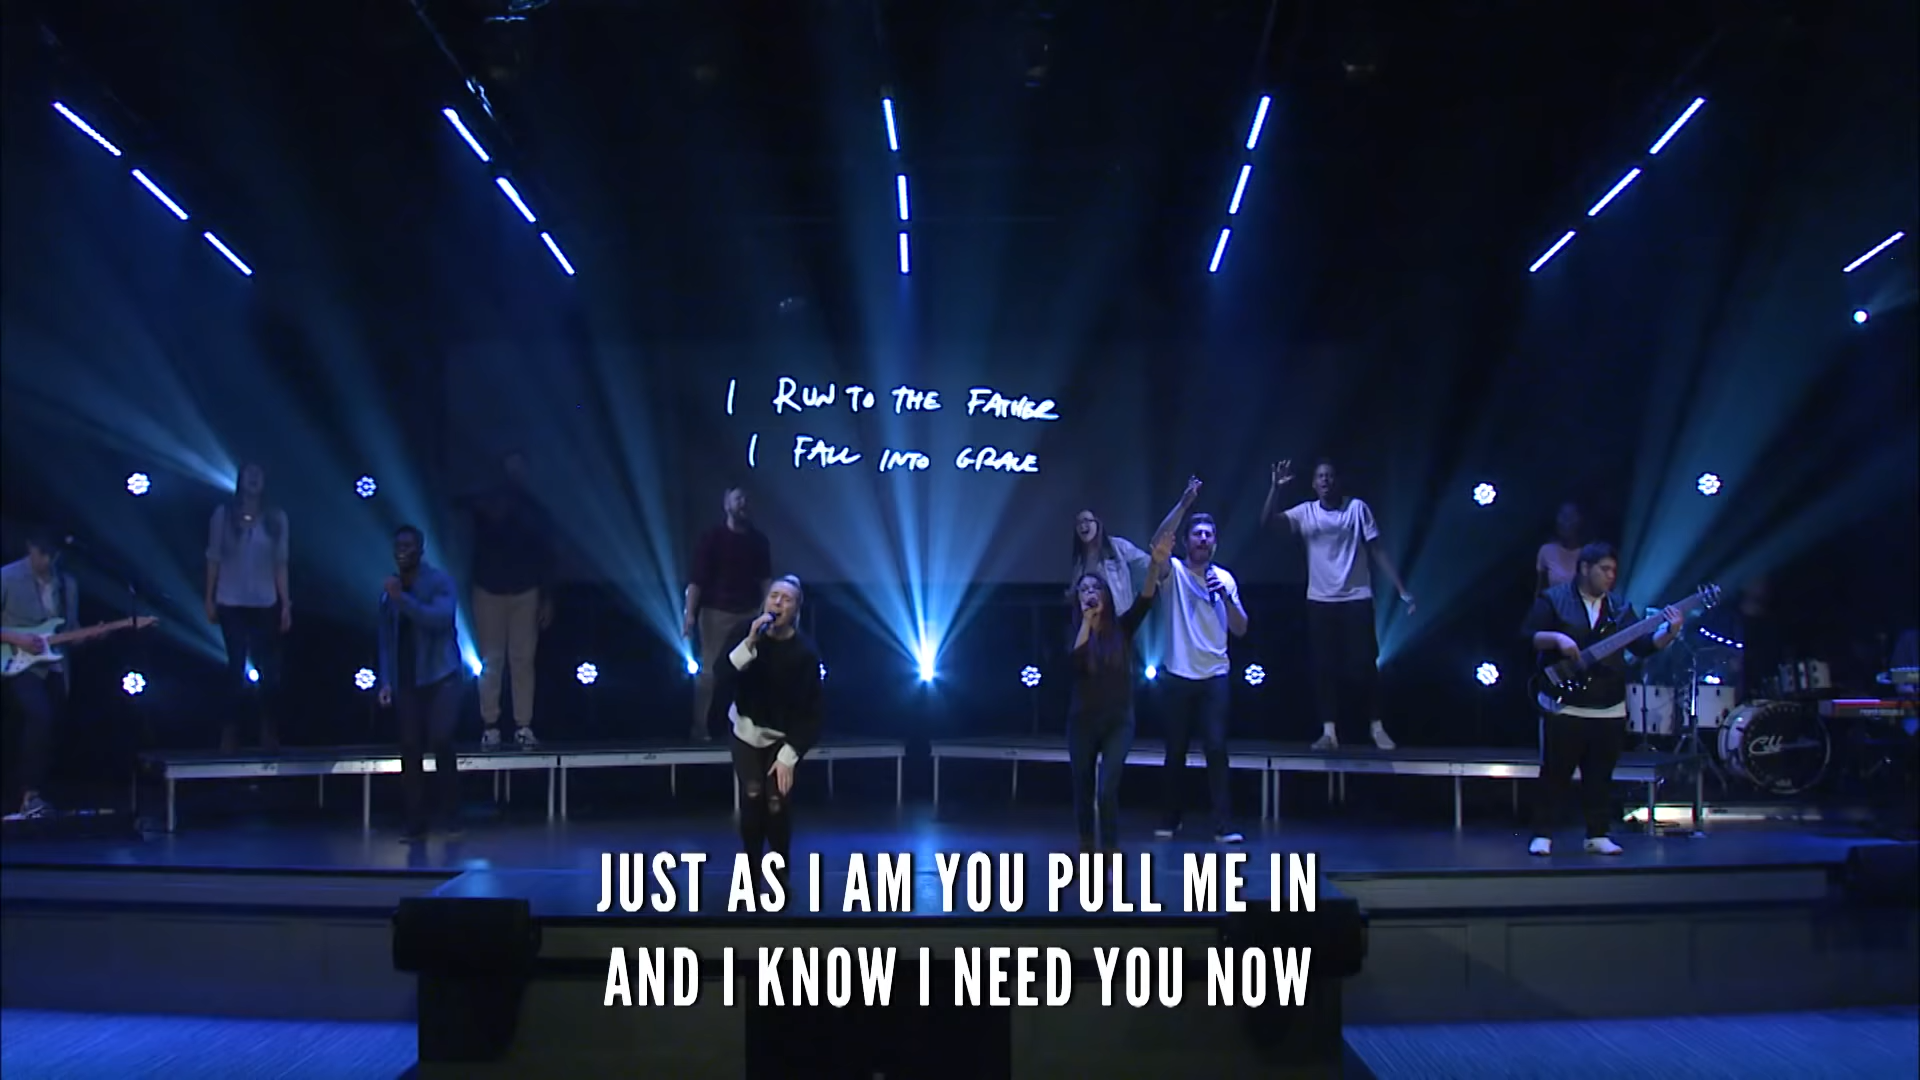 I RUN TO THE FATHER
I FALL INTO GRACE
JUST AS I AM YOU PULL ME IN
AND I KNOW I NEED YOU NOW